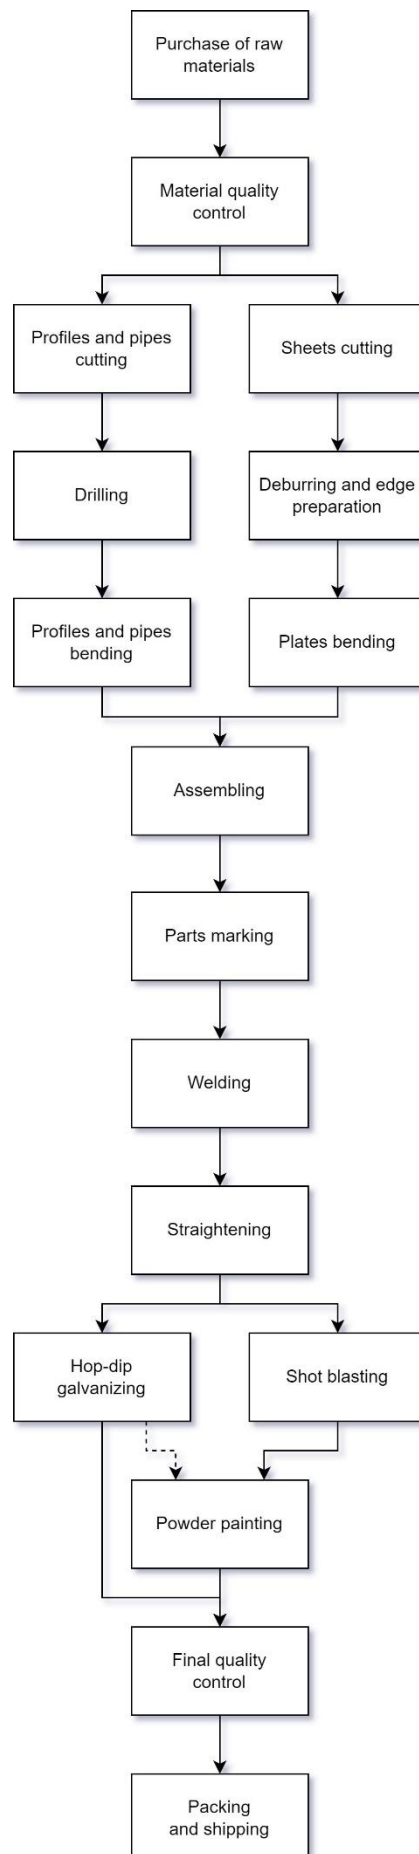 Purchase of raw
materials
Material quality
control
Profiles and pipes
cutting
Sheets cutting
Drilling
Deburring and edge
preparation
Profiles and pipes
bending
Plates bending
Assembling
Parts marking
Welding
Straightening
Hop-dip
galvanizing
Shot blasting
Powder painting
Final quality
control
Packing
and shipping